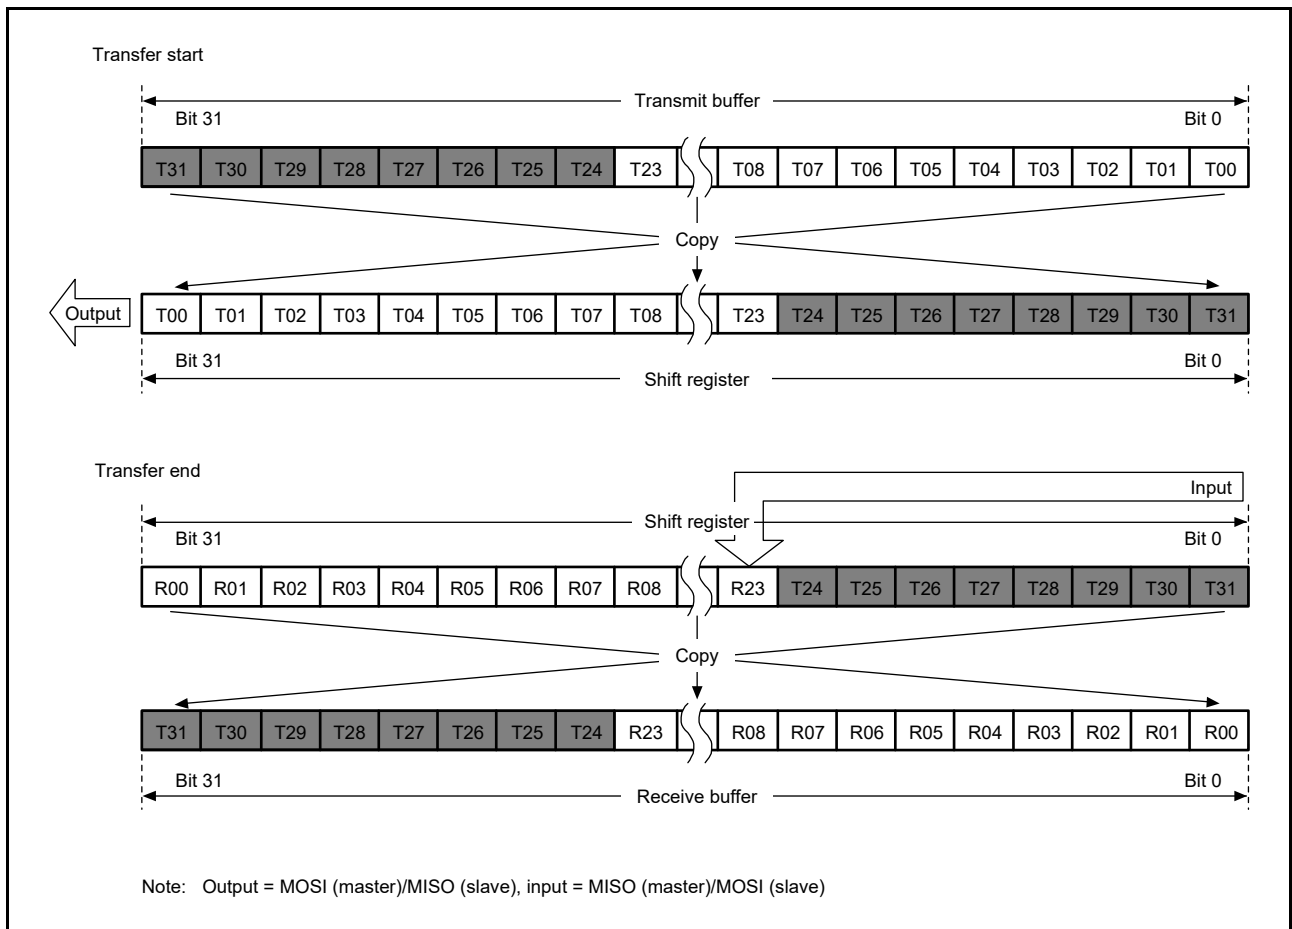 Transfer start
Transmit buffer
Bit 31 Bit 0
T31 T30 T29 T28 T27 T26 T25 T24 T23 T08 T07 T06 T05 T04 T03 T02 T01 T00
Copy
Output T00 T01 T02 T03 T04 T05 T06 T07 T08 T23 T24 T25 T26 T27 T28 T29 T30 T31
Bit 31 Bit 0
Shift register
Transfer end
Input
Shift register
Bit 31 Bit 0
R00 R01 R02 R03 R04 R05 R06 R07 R08 R23 T24 T25 T26 T27 T28 T29 T30 T31
Copy
T31 T30 T29 T28 T27 T26 T25 T24 R23 R08 R07 R06 R05 R04 R03 R02 R01 R00
Bit 31 Bit 0
Receive buffer
Note: Output = MOSI (master)/MISO (slave), input = MISO (master)/MOSI (slave)